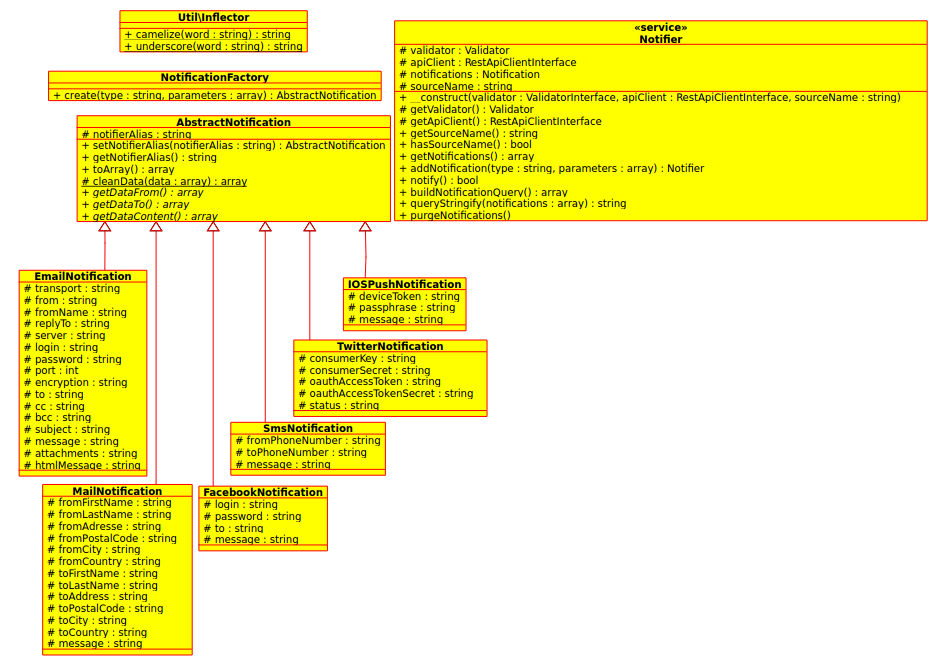 Util\Inflector
+ camelize(word : string) : string
+ underscore(word : string) : string
«service»
Notifier
# validator : Validator
# apiClient : RestApiClientInterface
# notifications : Notification
# sourceName : string
+ __construct(validator : ValidatorInterface, apiClient : RestApiClientInterface, sourceName : string)
# getValidator() : Validator
# getApiClient() : RestApiClientInterface
+ getSourceName() : string
+ hasSourceName() : bool
+ getNotifications() : array
+ addNotification(type : string, parameters : array) : Notifier
+ notify() : bool
+ buildNotificationQuery() : array
+ queryStringify(notifications : array) : string
+ purgeNotifications()
NotificationFactory
+ create(type : string, parameters : array) : AbstractNotification
AbstractNotification
# notifierAlias : string
+ setNotifierAlias(notifierAlias : string) : AbstractNotification
+ getNotifierAlias() : string
+ toArray() : array
# cleanData(data : array) : array
+ getDataFrom() : array
+ getDataTo() : array
+ getDataContent() : array
EmailNotification
# transport : string
# from : string
# fromName : string
# replyTo : string
# server : string
# login : string
# password : string
# port : int
# encryption : string
# to : string
# cc : string
# bcc : string
# subject : string
# message : string
# attachments : string
# htmlMessage : string
IOSPushNotification
# deviceToken : string
# passphrase : string
# message : string
TwitterNotification
# consumerKey : string
# consumerSecret : string
# oauthAccessToken : string
# oauthAccessTokenSecret : string
# status : string
SmsNotification
# fromPhoneNumber : string
# toPhoneNumber : string
# message : string
MailNotification
# fromFirstName : string
# fromLastName : string
# fromAdresse : string
# fromPostalCode : string
# fromCity : string
# fromCountry : string
# toFirstName : string
# toLastName : string
# toAddress : string
# toPostalCode : string
# toCity : string
# toCountry : string
# message : string
FacebookNotification
# login : string
# password : string
# to : string
# message : string